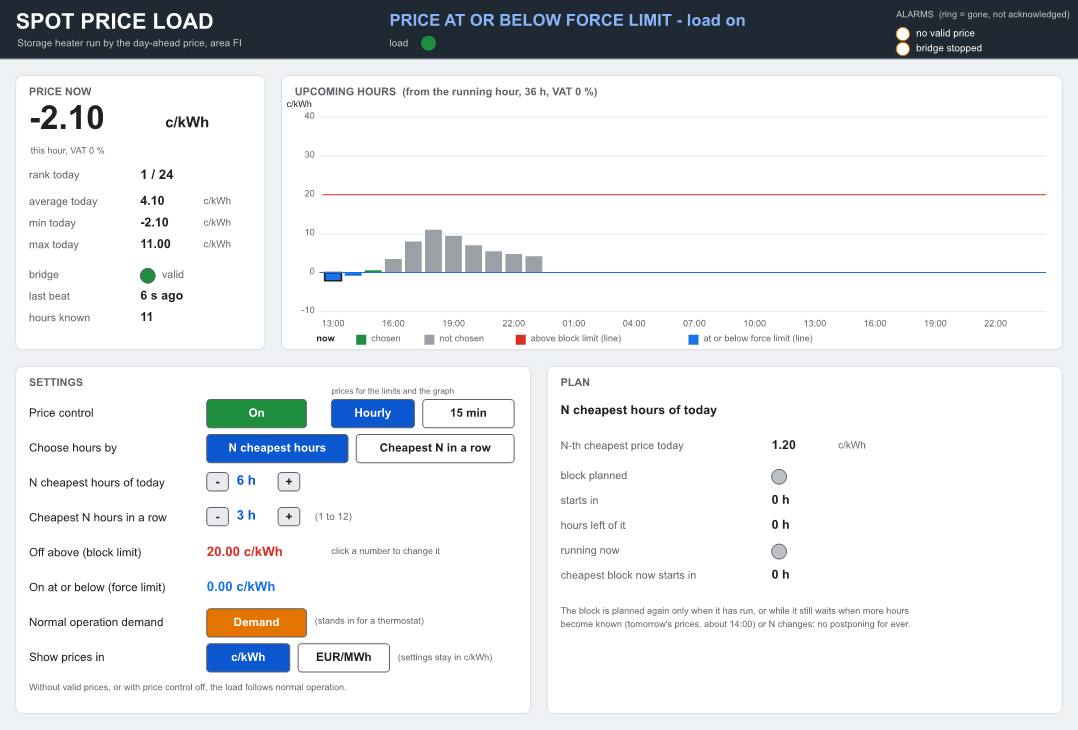 SPOT PRICE LOAD
Storage heater run by the day-ahead price, area FI
PRICE AT OR BELOW FORCE LIMIT - load on
load
ALARMS (ring = gone, not acknowledged)
no valid price
bridge stopped
PRICE NOW
-2.10 c/kWh
this hour, VAT 0 %
rank today 1 / 24
average today 4.10 c/kWh
min today -2.10 c/kWh
max today 11.00 c/kWh
bridge valid
last beat 6 s ago
hours known 11
UPCOMING HOURS (from the running hour, 36 h, VAT 0 %)
c/kWh
40
30
20
10
0
-10
13:00 16:00 19:00 22:00 01:00 04:00 07:00 10:00 13:00 16:00 19:00 22:00
now chosen not chosen above block limit (line) at or below force limit (line)
SETTINGS
prices for the limits and the graph
Price control On Hourly 15 min
Choose hours by N cheapest hours Cheapest N in a row
N cheapest hours of today - 6 h +
Cheapest N hours in a row - 3 h + (1 to 12)
Off above (block limit) 20.00 c/kWh click a number to change it
On at or below (force limit) 0.00 c/kWh
Normal operation demand Demand (stands in for a thermostat)
Show prices in c/kWh EUR/MWh (settings stay in c/kWh)
Without valid prices, or with price control off, the load follows normal operation.
PLAN
N cheapest hours of today
N-th cheapest price today 1.20 c/kWh
block planned
starts in 0 h
hours left of it 0 h
running now
cheapest block now starts in 0 h
The block is planned again only when it has run, or while it still waits when more hours
become known (tomorrow's prices, about 14:00) or N changes: no postponing for ever.